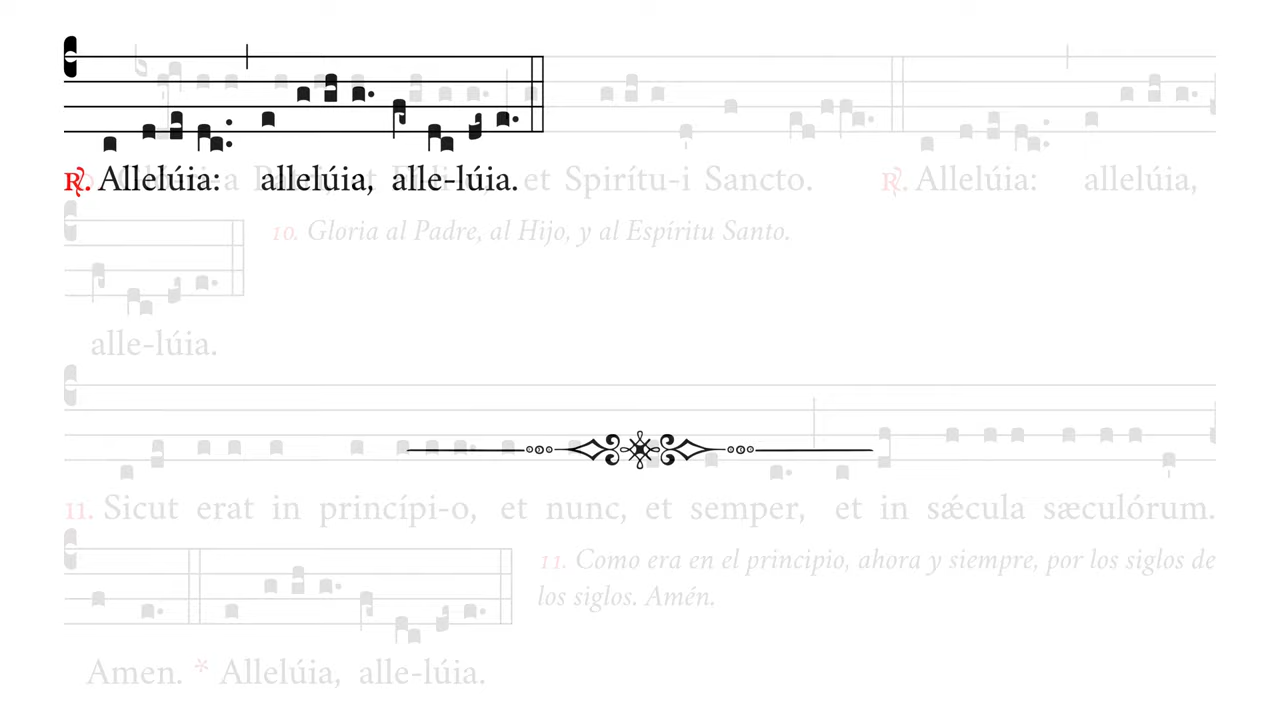 ℟. Allelúia: allelúia, alle-lúia.
et Spirítu-i Sancto. ℟. Allelúia: allelúia,
10. Gloria al Padre, al Hijo, y al Espíritu Santo.
alle-lúia.
11. Sicut erat in princípi-o, et nunc, et semper, et in sǽcula sæculórum.
11. Como era en el principio, ahora y siempre, por los siglos de
los siglos. Amén.
Amen. * Allelúia, alle-lúia.